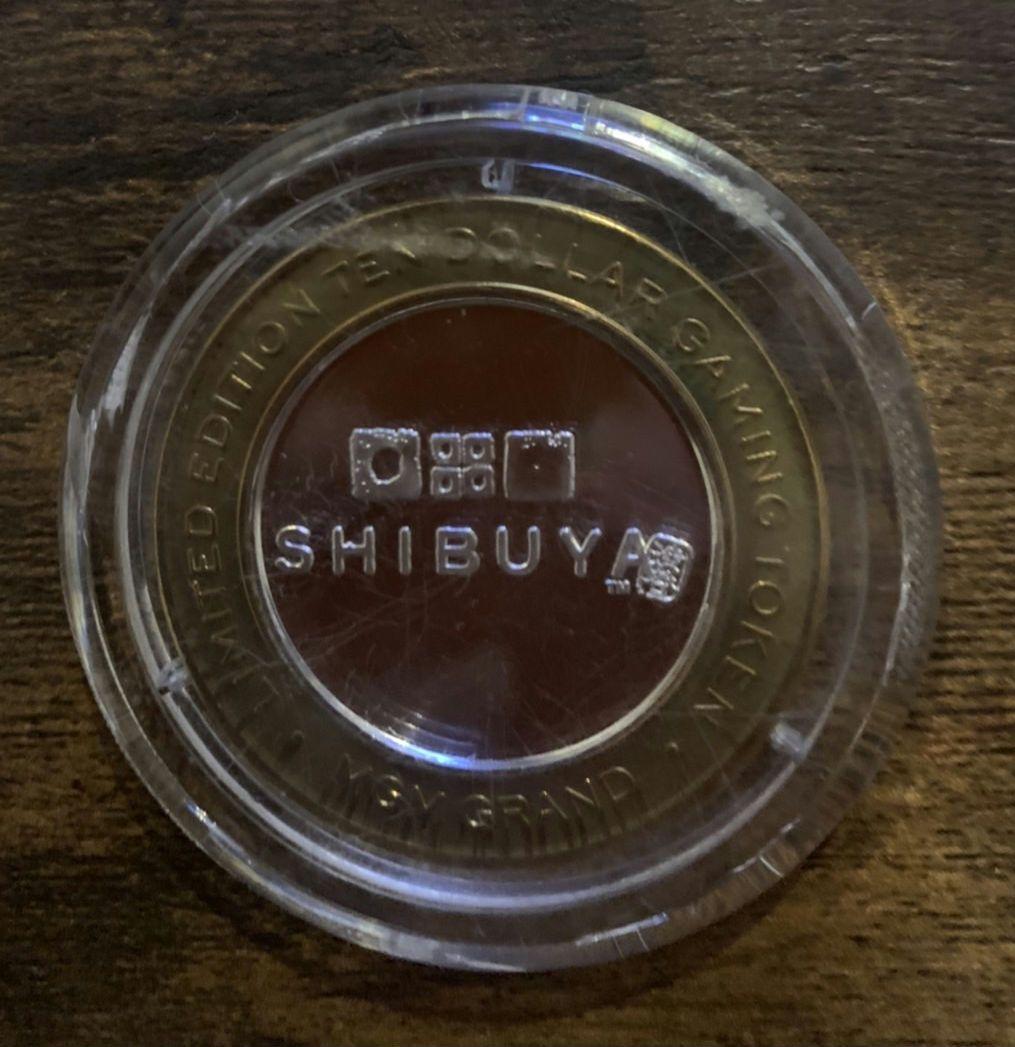 LIMITED EDITION TEN DOLLAR GAMING TOKEN
SHIBUYA
TM
• MGM GRAND •